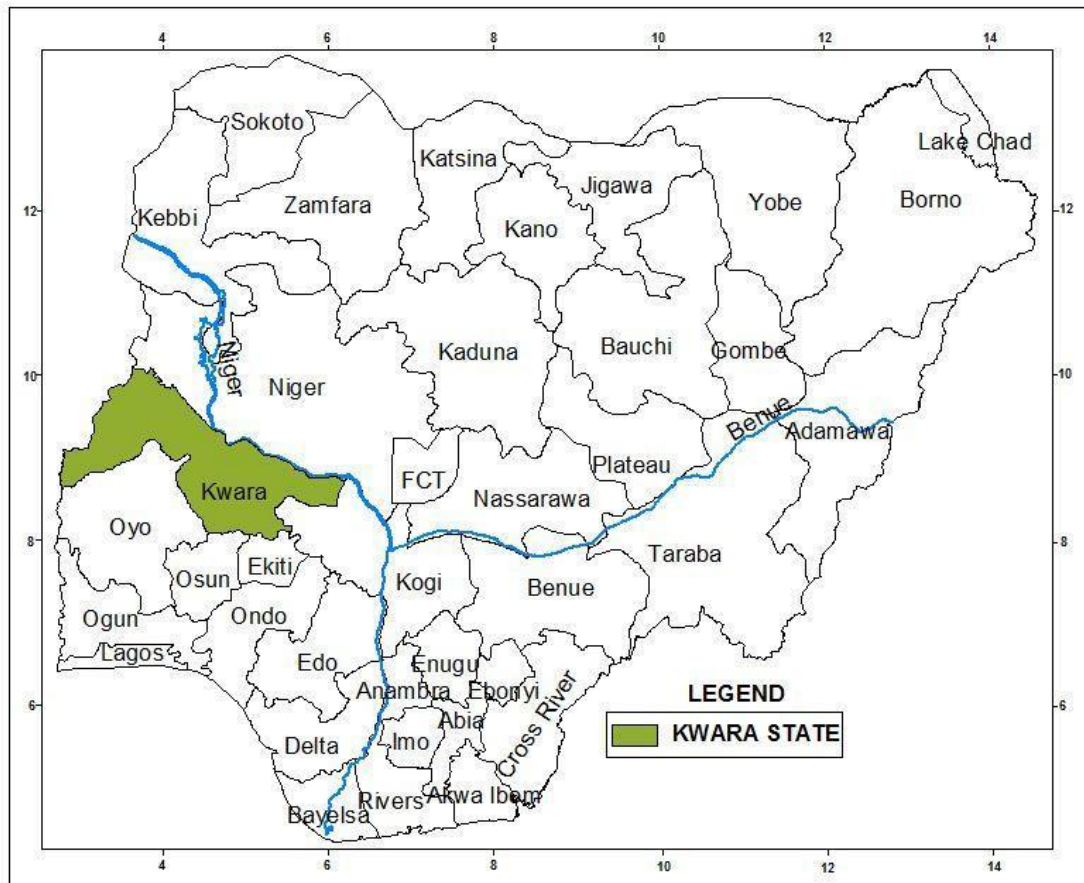 4 6 8 10 12 14
Sokoto
Lake Chad
Katsina
Jigawa
Zamfara
Yobe
Borno
12
Kebbi
Kano
12
Niger
Kaduna
Bauchi
Gombe
10
Niger
10
Benue
Adamawa
Plateau
FCT
Kwara
Nassarawa
Oyo
8
Taraba
8
Osun
Ekiti
Kogi
Benue
Ogun
Ondo
Lagos
Edo
Enugu
Anambra
Ebonyi
LEGEND
6
Abia
Cross River
6
KWARA STATE
Delta
Imo
Bayelsa
Rivers
Akwa Ibom
4 6 8 10 12 14